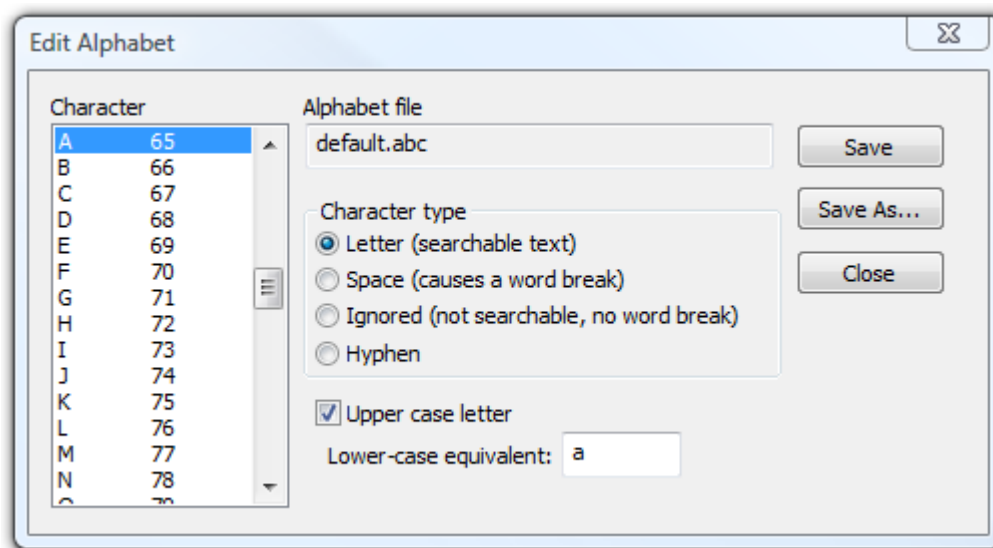 Edit Alphabet
Character
A 65
B 66
C 67
D 68
E 69
F 70
G 71
H 72
I 73
J 74
K 75
L 76
M 77
N 78
Alphabet file
default.abc
Character type
Letter (searchable text)
Space (causes a word break)
Ignored (not searchable, no word break)
Hyphen
Upper case letter
Lower-case equivalent: a
Save
Save As...
Close